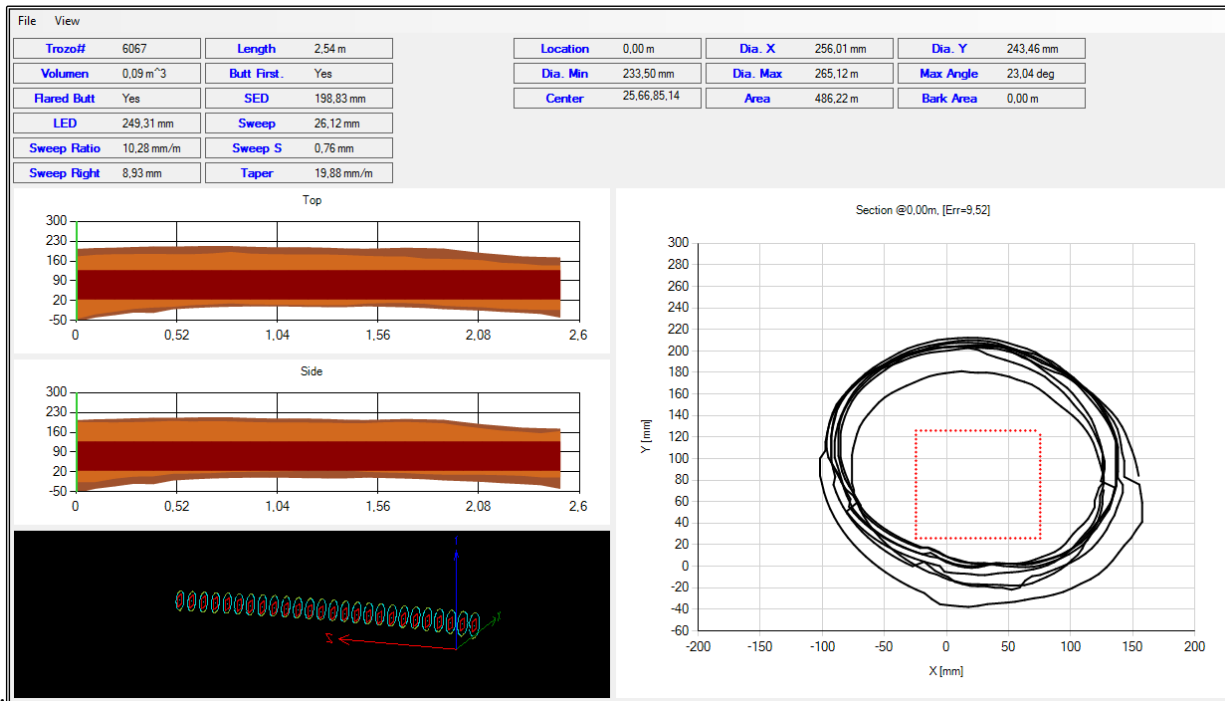 File View
Trozo# 6067 Length 2,54 m Location 0,00 m Dia. X 256,01 mm Dia. Y 243,46 mm
Volumen 0,09 m^3 Butt First. Yes Dia. Min 233,50 mm Dia. Max 265,12 m Max Angle 23,04 deg
Flared Butt Yes SED 198,83 mm Center 25,66,85,14 Area 486,22 m Bark Area 0,00 m
LED 249,31 mm Sweep 26,12 mm
Sweep Ratio 10,28 mm/m Sweep S 0,76 mm
Sweep Right 8,93 mm Taper 19,88 mm/m
Top
300
230
160
90
20
-50
0 0,52 1,04 1,56 2,08 2,6
Side
300
230
160
90
20
-50
0 0,52 1,04 1,56 2,08 2,6
Z
Section @0,00m, [Err=9,52]
300
280
260
240
220
200
180
160
140
120
100
80
60
40
20
0
-20
-40
-60
Y [mm]
-200 -150 -100 -50 0 50 100 150 200
X [mm]